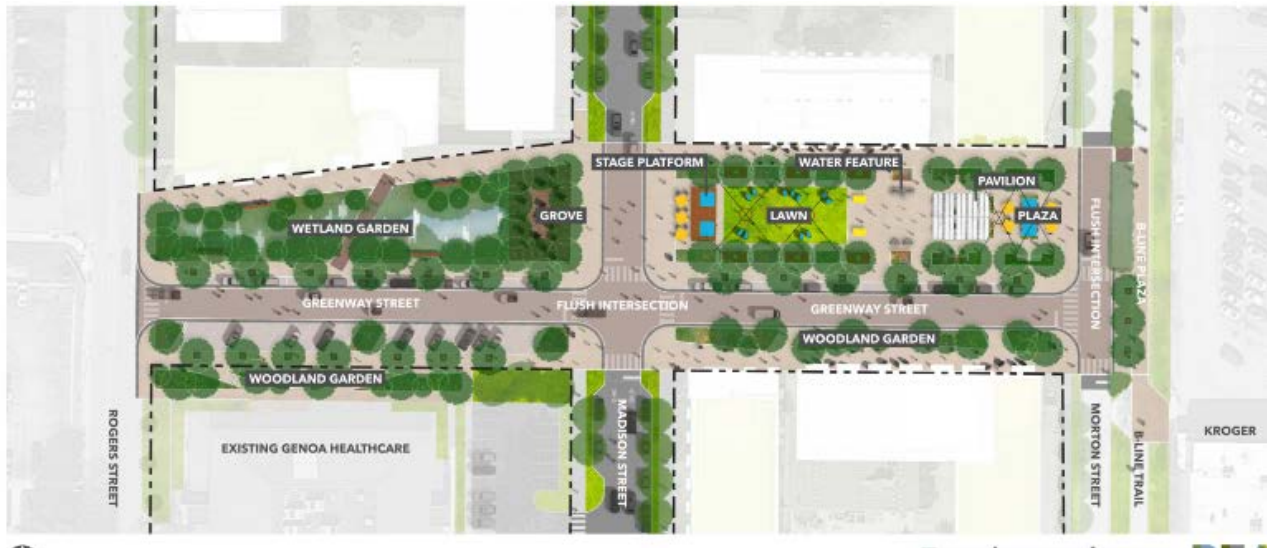 STAGE PLATFORM
WATER FEATURE
PAVILION
GROVE
LAWN
PLAZA
WETLAND GARDEN
FLUSH INTERSECTION
B-LINE PLAZA
GREENWAY STREET
FLUSH INTERSECTION
GREENWAY STREET
WOODLAND GARDEN
WOODLAND GARDEN
ROGERS STREET
EXISTING GENOA HEALTHCARE
MADISON STREET
MORTON STREET
B-LINE TRAIL
KROGER